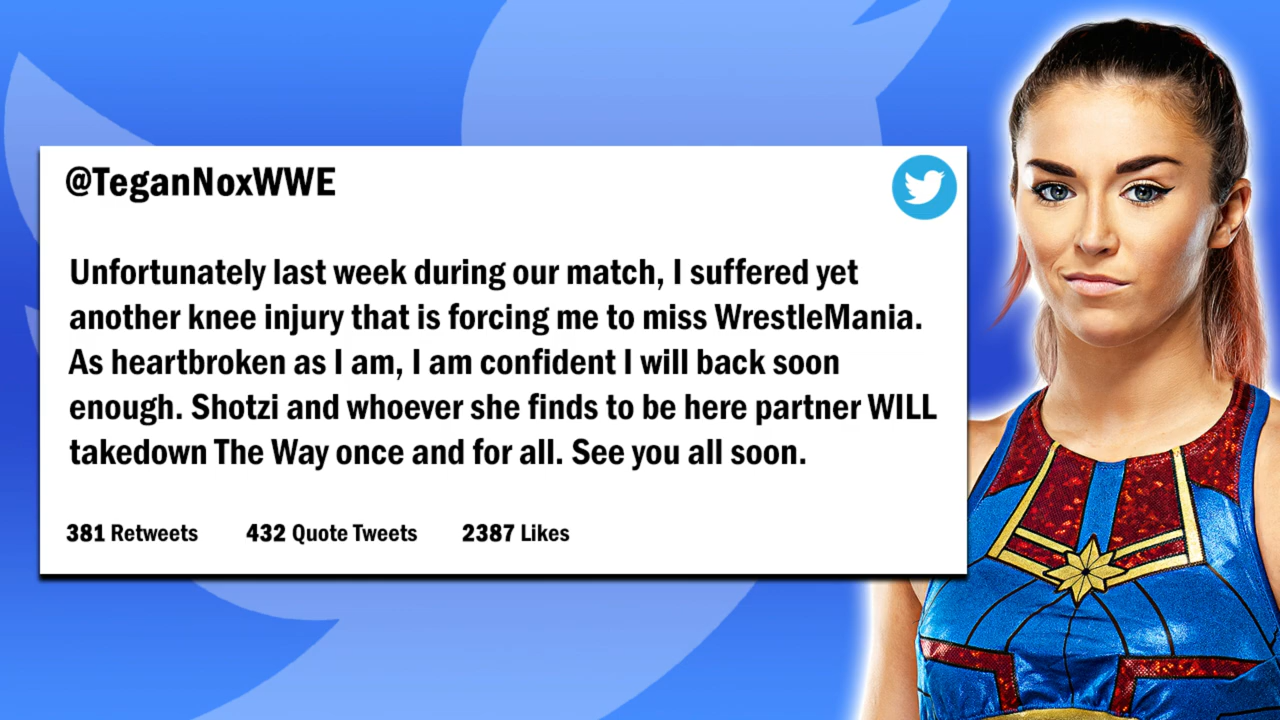 @TeganNoxWWE
Unfortunately last week during our match, I suffered yet
another knee injury that is forcing me to miss WrestleMania.
As heartbroken as I am, I am confident I will back soon
enough. Shotzi and whoever she finds to be here partner WILL
takedown The Way once and for all. See you all soon.
381 Retweets 432 Quote Tweets 2387 Likes